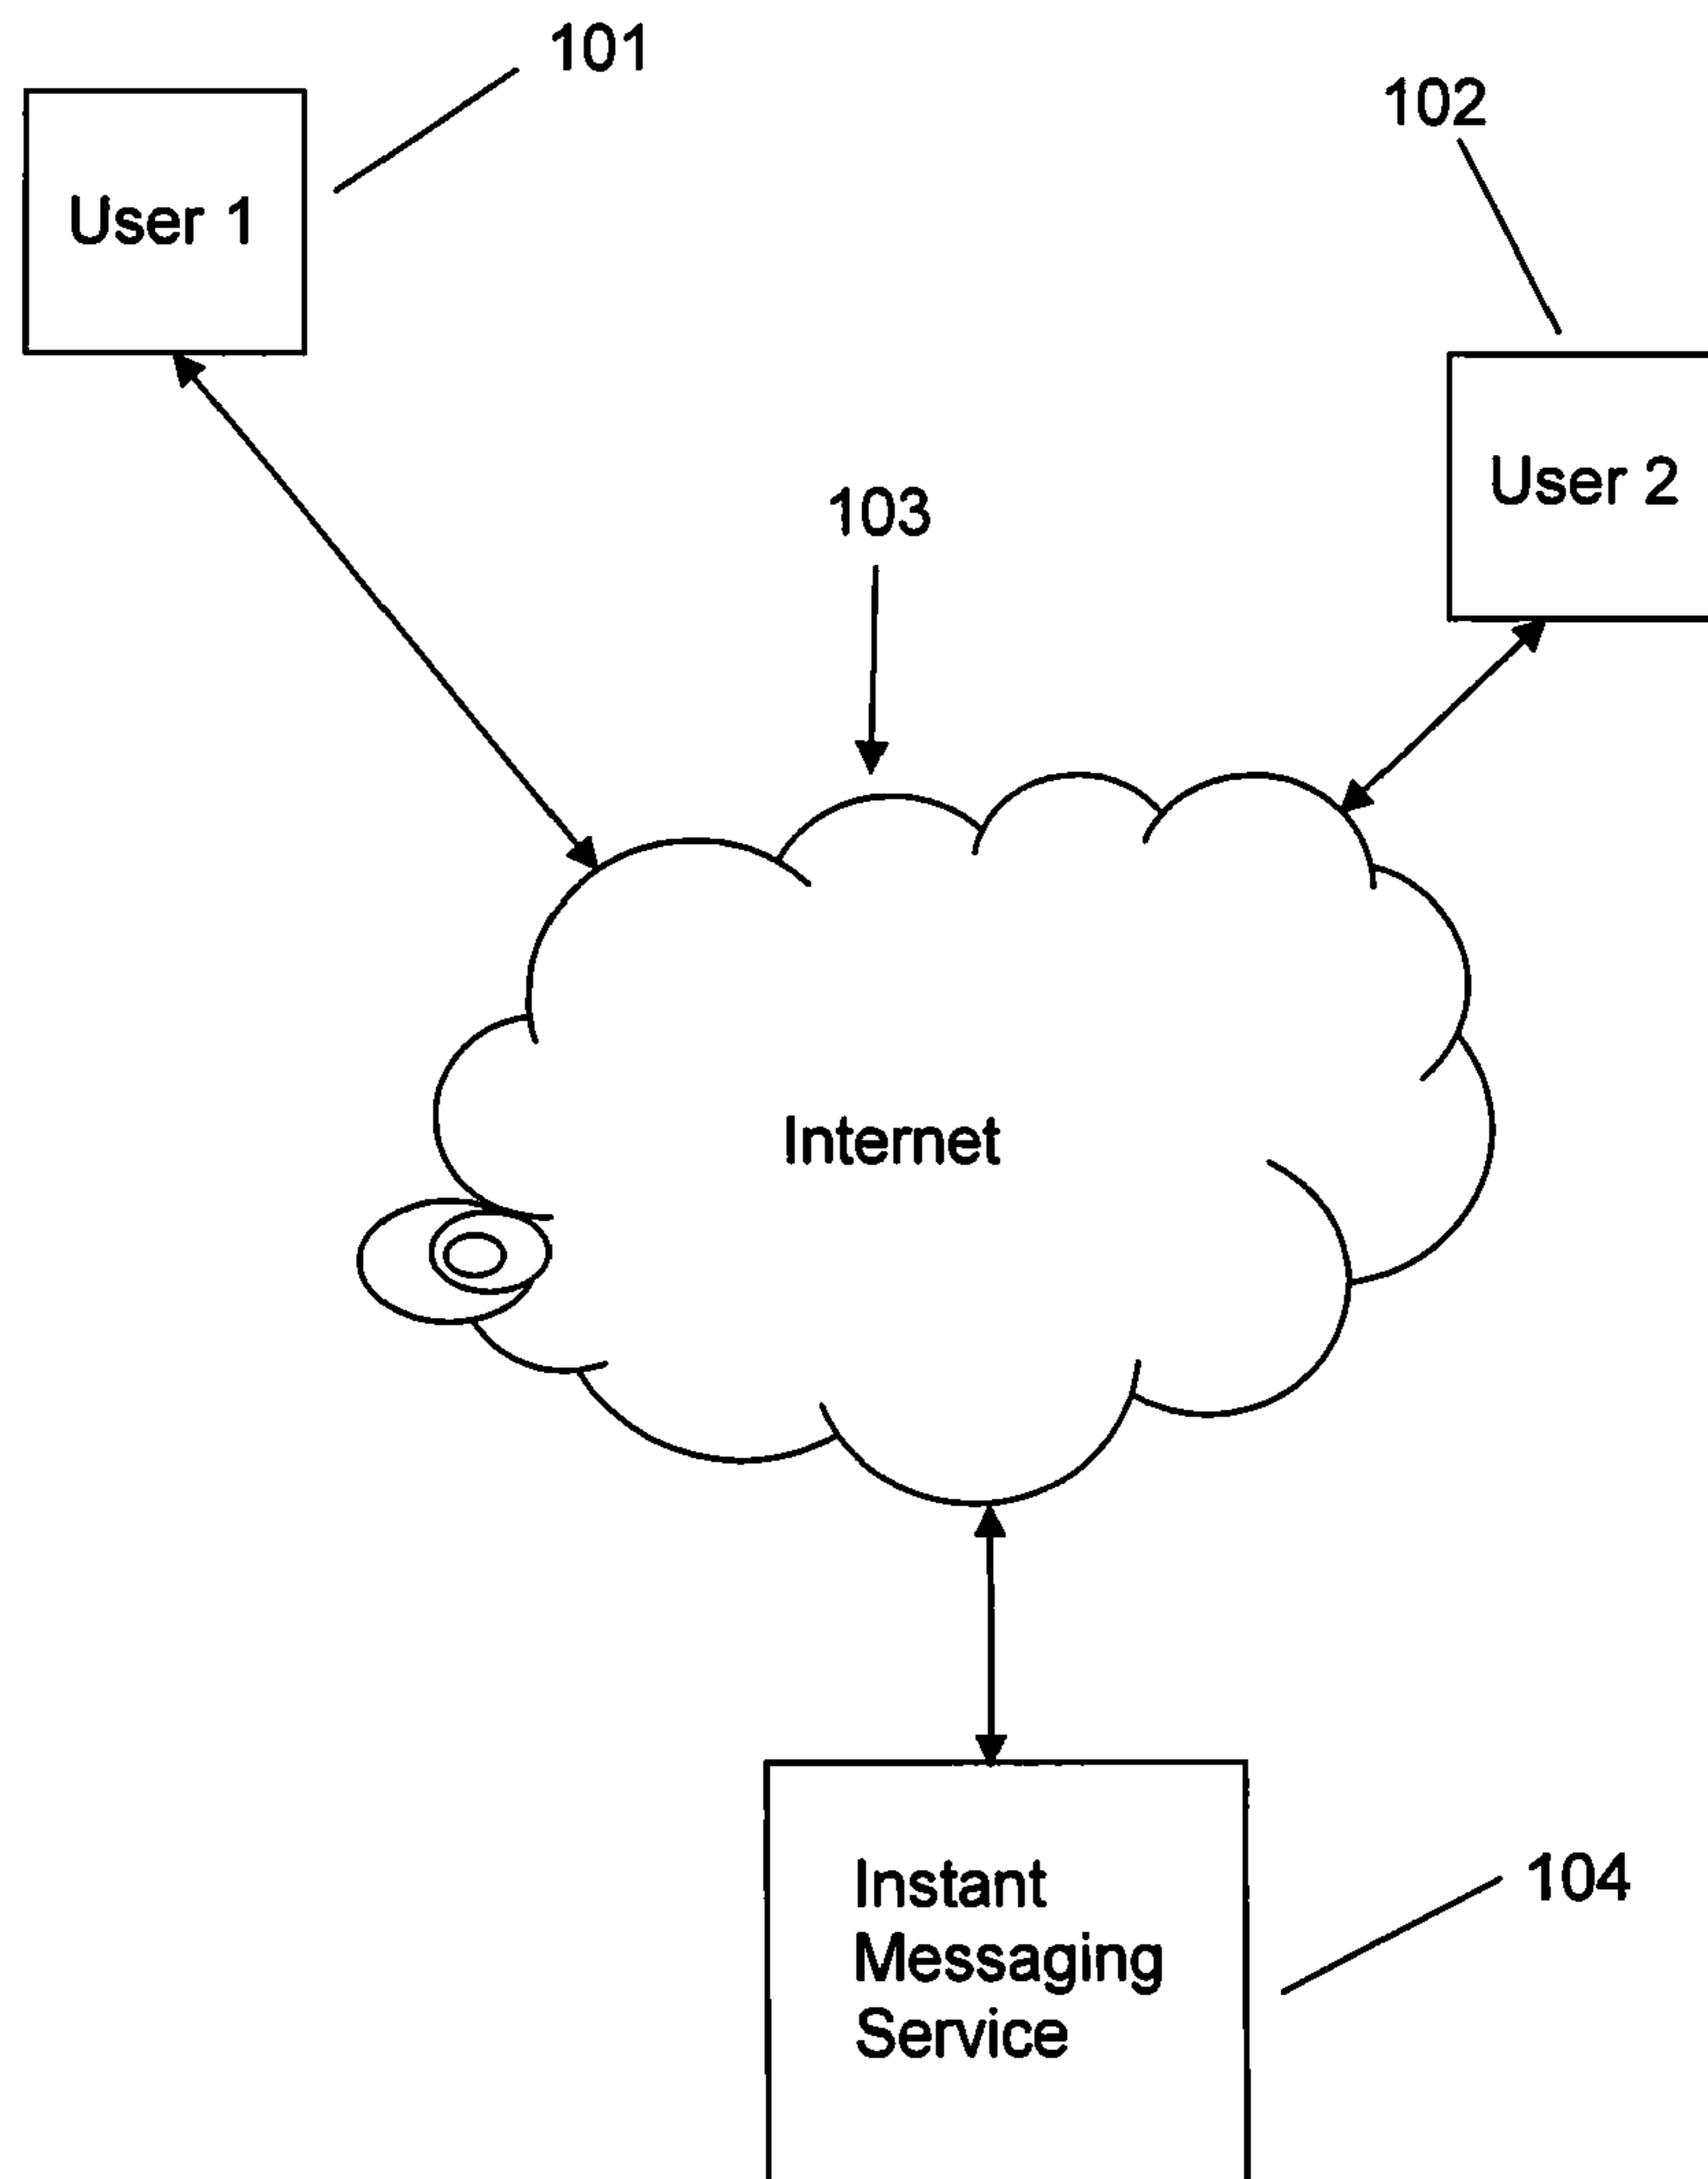 101
102
User 1
User 2
103
Internet
Instant
Messaging
Service
104